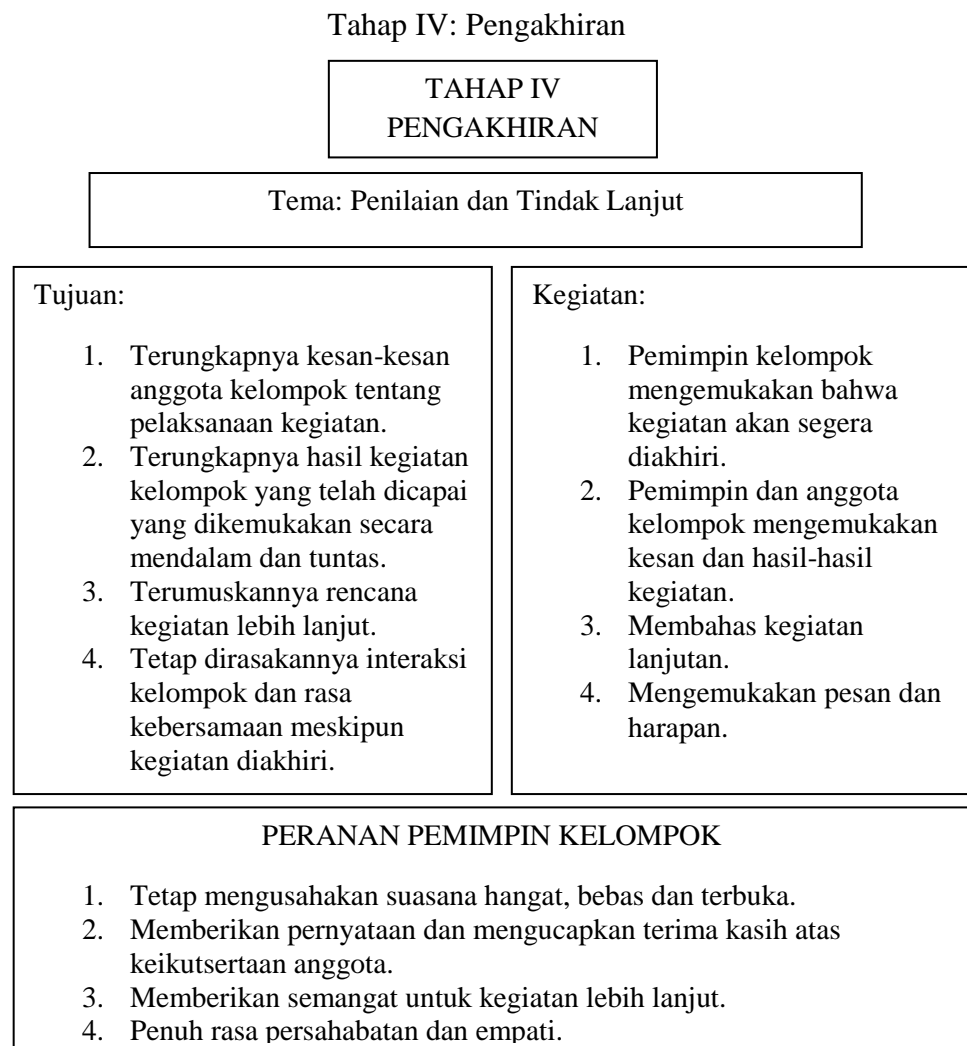 Tahap IV: Pengakhiran
TAHAP IV
PENGAKHIRAN
Tema: Penilaian dan Tindak Lanjut
Tujuan:
1. Terungkapnya kesan-kesan
anggota kelompok tentang
pelaksanaan kegiatan.
2. Terungkapnya hasil kegiatan
kelompok yang telah dicapai
yang dikemukakan secara
mendalam dan tuntas.
3. Terumuskannya rencana
kegiatan lebih lanjut.
4. Tetap dirasakannya interaksi
kelompok dan rasa
kebersamaan meskipun
kegiatan diakhiri.
Kegiatan:
1. Pemimpin kelompok
mengemukakan bahwa
kegiatan akan segera
diakhiri.
2. Pemimpin dan anggota
kelompok mengemukakan
kesan dan hasil-hasil
kegiatan.
3. Membahas kegiatan
lanjutan.
4. Mengemukakan pesan dan
harapan.
PERANAN PEMIMPIN KELOMPOK
1. Tetap mengusahakan suasana hangat, bebas dan terbuka.
2. Memberikan pernyataan dan mengucapkan terima kasih atas
keikutsertaan anggota.
3. Memberikan semangat untuk kegiatan lebih lanjut.
4. Penuh rasa persahabatan dan empati.